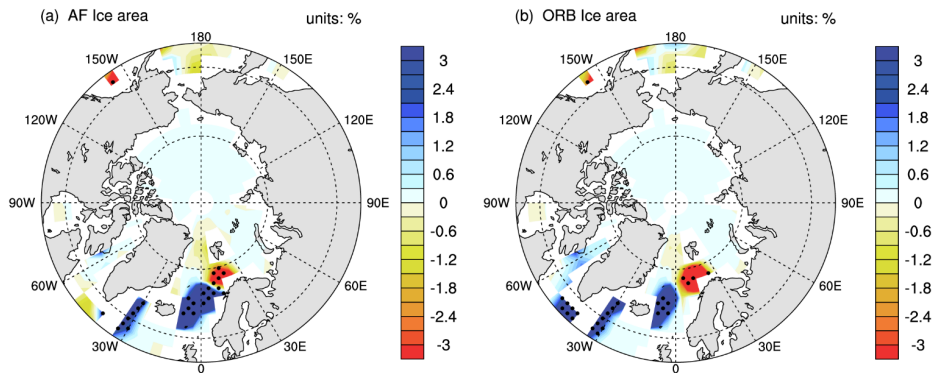 (a) AF Ice area
units: %
180
150W
150E
120W
120E
90W
90E
60W
60E
30W
30E
0
3
2.4
1.8
1.2
0.6
0
-0.6
-1.2
-1.8
-2.4
-3
(b) ORB Ice area
units: %
180
150W
150E
120W
120E
90W
90E
60W
60E
30W
30E
0
3
2.4
1.8
1.2
0.6
0
-0.6
-1.2
-1.8
-2.4
-3